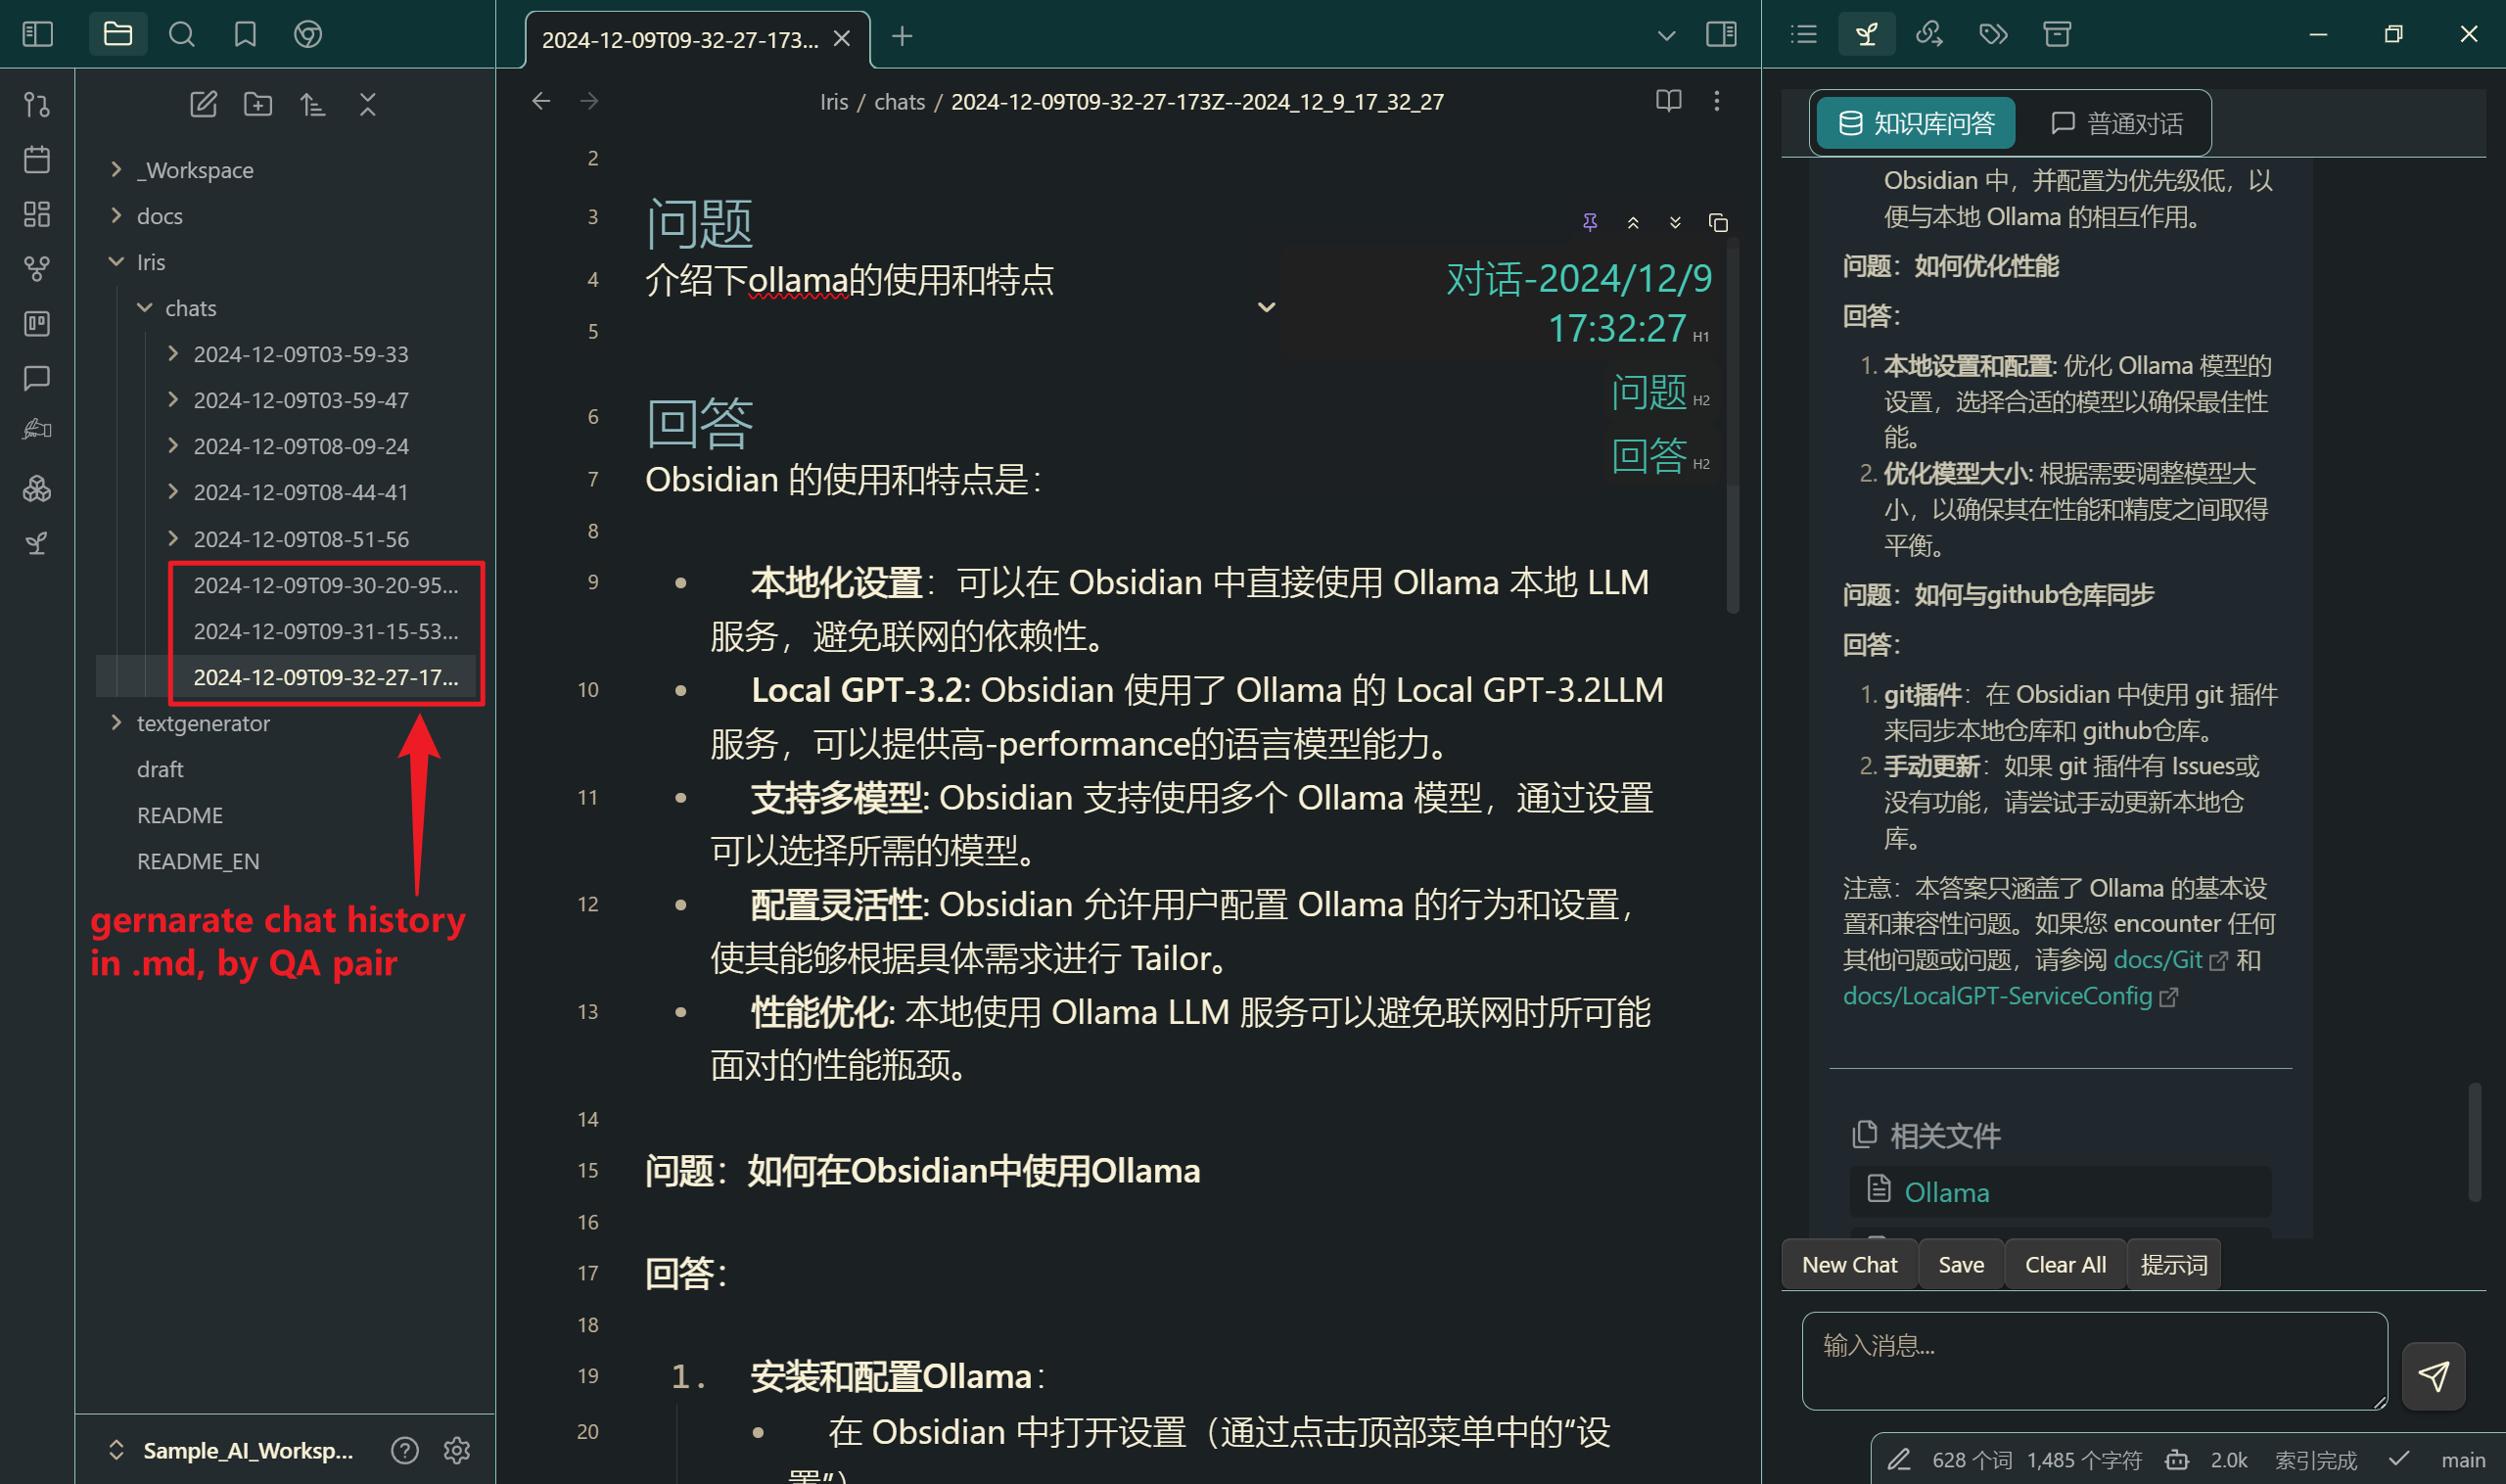 2024-12-09T09-32-27-173...
_Workspace
docs
Iris
chats
2024-12-09T03-59-33
2024-12-09T03-59-47
2024-12-09T08-09-24
2024-12-09T08-44-41
2024-12-09T08-51-56
2024-12-09T09-30-20-95...
2024-12-09T09-31-15-53...
2024-12-09T09-32-27-17...
textgenerator
draft
README
README_EN
gernarate chat history
in .md, by QA pair
Sample_AI_Worksp...
Iris / chats / 2024-12-09T09-32-27-173Z--2024_12_9_17_32_27
2
3 问题
4 介绍下ollama的使用和特点
5
6 回答
7 Obsidian 的使用和特点是：
8
9 • 本地化设置：可以在 Obsidian 中直接使用 Ollama 本地 LLM
服务，避免联网的依赖性。
10 • Local GPT-3.2: Obsidian 使用了 Ollama 的 Local GPT-3.2LLM
服务，可以提供高-performance的语言模型能力。
11 • 支持多模型: Obsidian 支持使用多个 Ollama 模型，通过设置
可以选择所需的模型。
12 • 配置灵活性: Obsidian 允许用户配置 Ollama 的行为和设置，
使其能够根据具体需求进行 Tailor。
13 • 性能优化: 本地使用 Ollama LLM 服务可以避免联网时所可能
面对的性能瓶颈。
14
15 问题：如何在Obsidian中使用Ollama
16
17 回答：
18
19 1. 安装和配置Ollama：
20 • 在 Obsidian 中打开设置（通过点击顶部菜单中的“设
置”）
对话-2024/12/9
17:32:27 H1
问题 H2
回答 H2
知识库问答 普通对话
Obsidian 中，并配置为优先级低，以
便与本地 Ollama 的相互作用。
问题：如何优化性能
回答：
1. 本地设置和配置: 优化 Ollama 模型的
设置，选择合适的模型以确保最佳性
能。
2. 优化模型大小: 根据需要调整模型大
小，以确保其在性能和精度之间取得
平衡。
问题：如何与github仓库同步
回答：
1. git插件：在 Obsidian 中使用 git 插件
来同步本地仓库和 github仓库。
2. 手动更新：如果 git 插件有 Issues或
没有功能，请尝试手动更新本地仓
库。
注意：本答案只涵盖了 Ollama 的基本设
置和兼容性问题。如果您 encounter 任何
其他问题或问题，请参阅 docs/Git 和
docs/LocalGPT-ServiceConfig
相关文件
Ollama
New Chat Save Clear All 提示词
输入消息...
628 个词 1,485 个字符 2.0k 索引完成 main